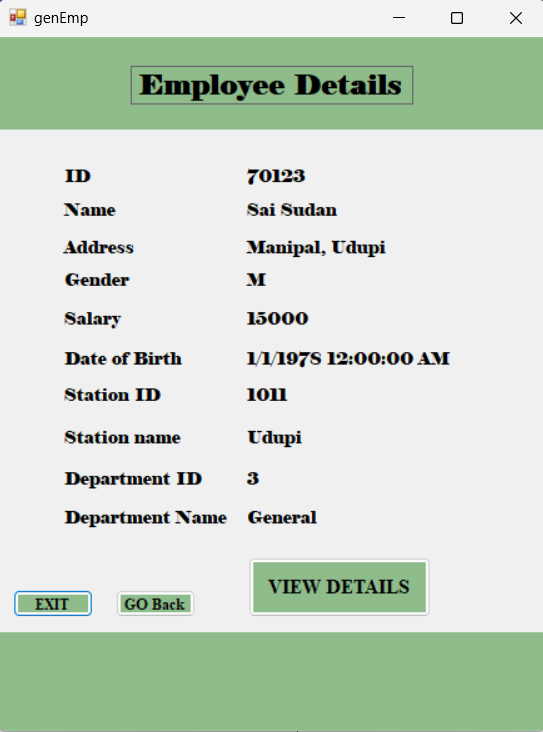 genEmp
Employee Details
ID 70123
Name Sai Sudan
Address Manipal, Udupi
Gender M
Salary 15000
Date of Birth 1/1/1978 12:00:00 AM
Station ID 1011
Station name Udupi
Department ID 3
Department Name General
VIEW DETAILS
EXIT GO Back